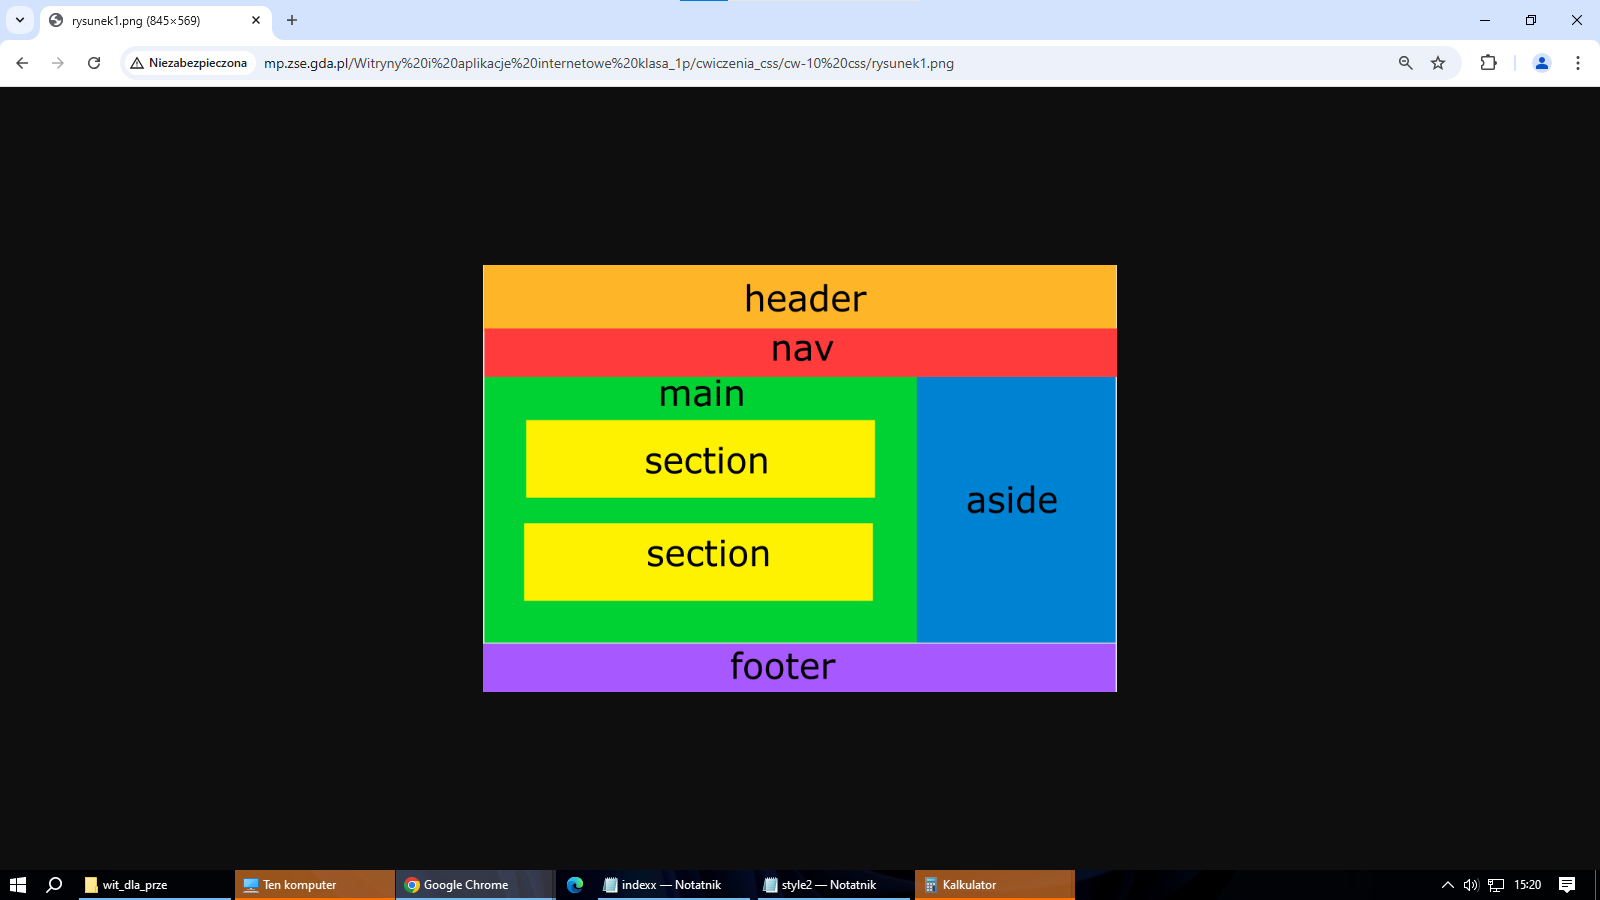 rysunek1.png (845×569)
Niezabezpieczona
mp.zse.gda.pl/Witryny%20i%20aplikacje%20internetowe%20klasa_1p/cwiczenia_css/cw-10%20css/rysunek1.png
header
nav
main
section
section
aside
footer
wit_dla_prze
Ten komputer
Google Chrome
indexx — Notatnik
style2 — Notatnik
Kalkulator
15:20